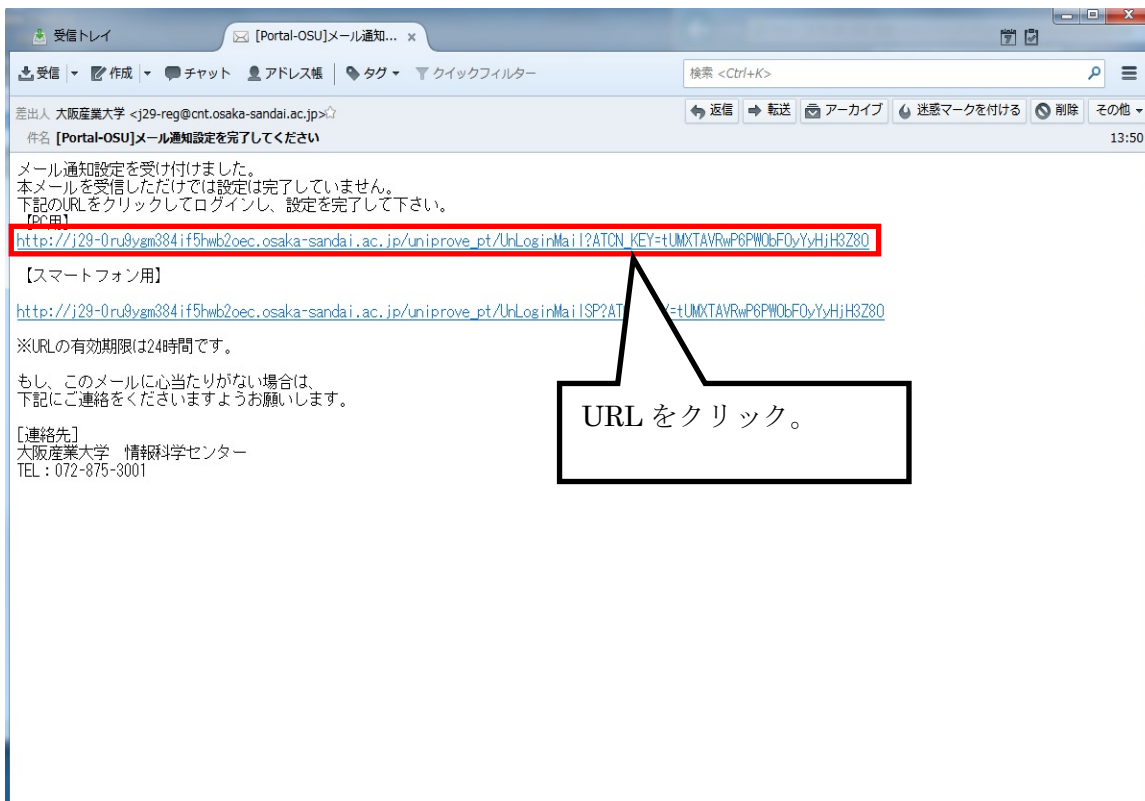 受信トレイ
[Portal-OSU]メール通知... ×
受信 作成 チャット アドレス帳 タグ クイックフィルター
検索 <Ctrl+K>
差出人 大阪産業大学 <j29-reg@cnt.osaka-sandai.ac.jp>
返信 転送 アーカイブ 迷惑マークを付ける 削除 その他
件名 [Portal-OSU]メール通知設定を完了してください
13:50
メール通知設定を受け付けました。
本メールを受信しただけでは設定は完了していません。
下記のURLをクリックしてログインし、設定を完了して下さい。
【PC用】
http://j29-0ru9ygm384if5hwb2oec.osaka-sandai.ac.jp/uniprove_pt/UnLoginMail?ATCN_KEY=tUMXTAVRwP6PWObFOyYyHjH3Z8O
【スマートフォン用】
http://j29-0ru9ygm384if5hwb2oec.osaka-sandai.ac.jp/uniprove_pt/UnLoginMailSP?AT =tUMXTAVRwP6PWObFOyYyHjH3Z8O
※URLの有効期限は24時間です。
もし、このメールに心当たりがない場合は、
下記にご連絡をくださいますようお願いします。
[連絡先]
大阪産業大学 情報科学センター
TEL：072-875-3001
URL をクリック。